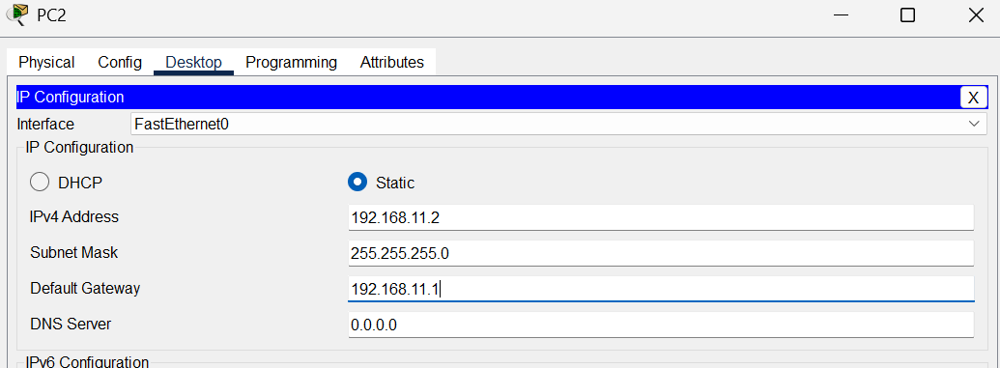 PC2
Physical Config Desktop Programming Attributes
IP Configuration X
Interface FastEthernet0
IP Configuration
DHCP Static
IPv4 Address 192.168.11.2
Subnet Mask 255.255.255.0
Default Gateway 192.168.11.1
DNS Server 0.0.0.0
IPv6 Configuration